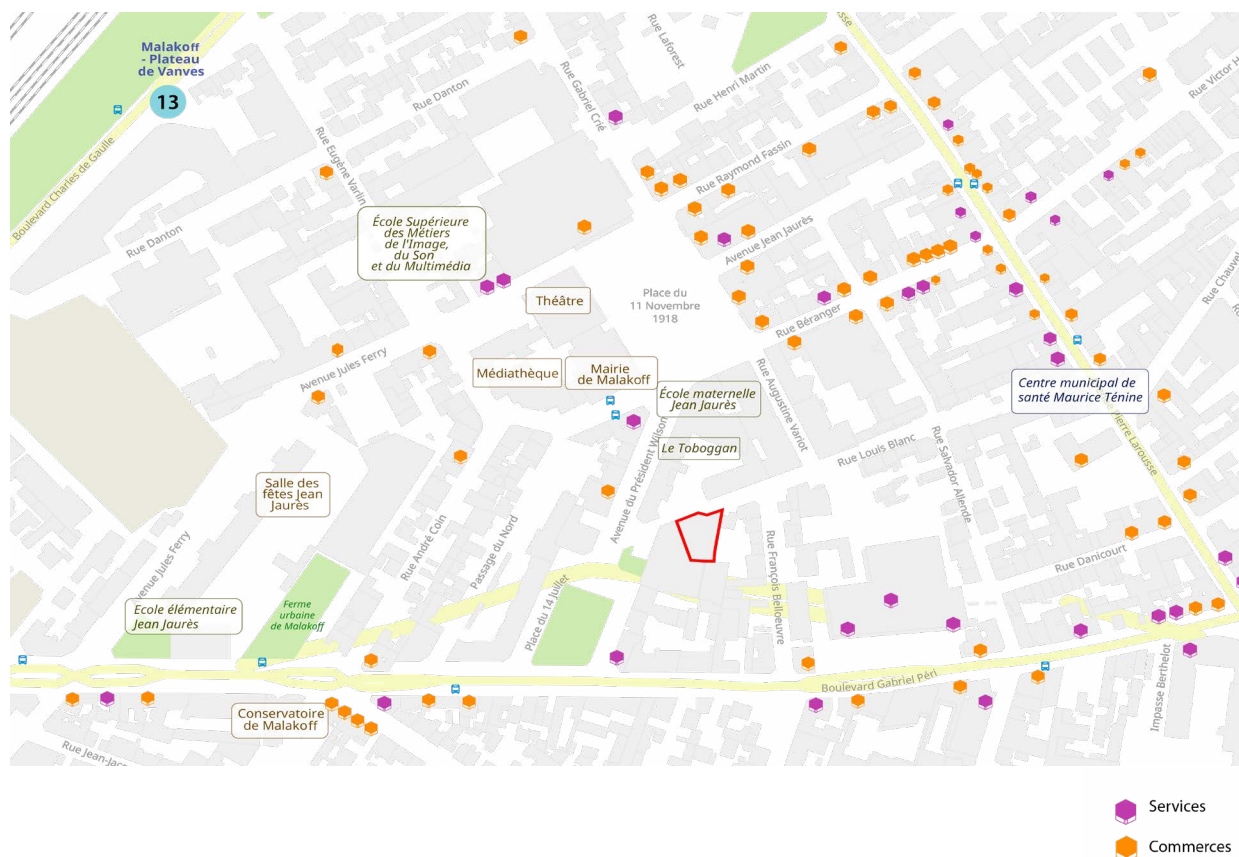 Malakoff
- Plateau
de Vanves
13
Boulevard Charles de Gaulle
Rue Danton
Rue Danton
Rue Eugène Varlin
Rue Gabriel Crié
Rue Laforest
Rue Henri Martin
Rue Raymond Fassin
Avenue Jean Jaurès
Rue Béranger
École Supérieure
des Métiers
de l'Image,
du Son
et du Multimédia
Théâtre
Place du
11 Novembre
1918
Médiathèque
Mairie
de Malakoff
École maternelle
Jean Jaurès
Le Toboggan
Centre municipal de
santé Maurice Ténine
Rue Chauvel
Pierre Larousse
Avenue Jules Ferry
Rue Augustine Variot
Rue Louis Blanc
Rue Salvador Allende
Avenue du Président Wilson
Salle des
fêtes Jean
Jaurès
Rue André Coin
Passage du Nord
Place du 14 Juillet
Rue François Belloeuvre
Rue Danicourt
Ecole élémentaire
Jean Jaurès
Ferme
urbaine
de Malakoff
Boulevard Gabriel Péri
Impasse Berthelot
Conservatoire
de Malakoff
Services
Commerces